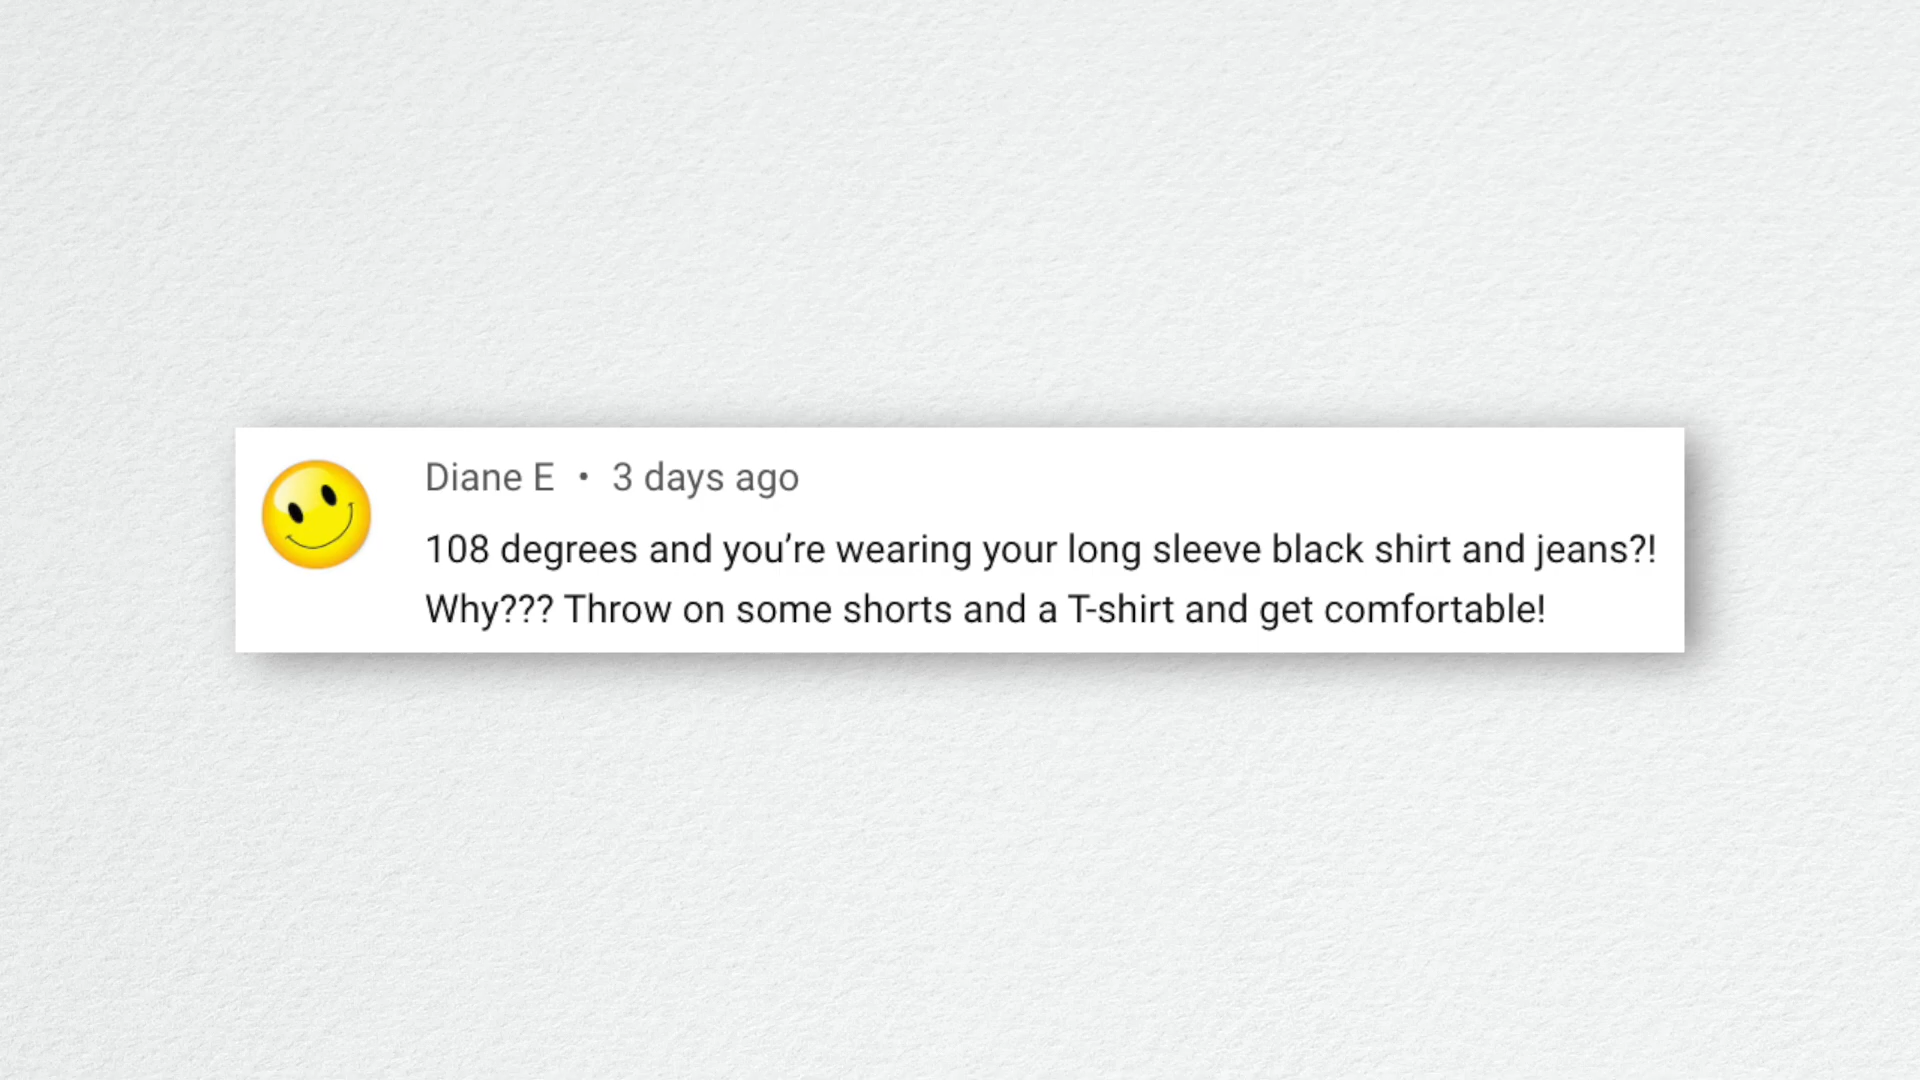 Diane E • 3 days ago
108 degrees and you’re wearing your long sleeve black shirt and jeans?!
Why??? Throw on some shorts and a T-shirt and get comfortable!